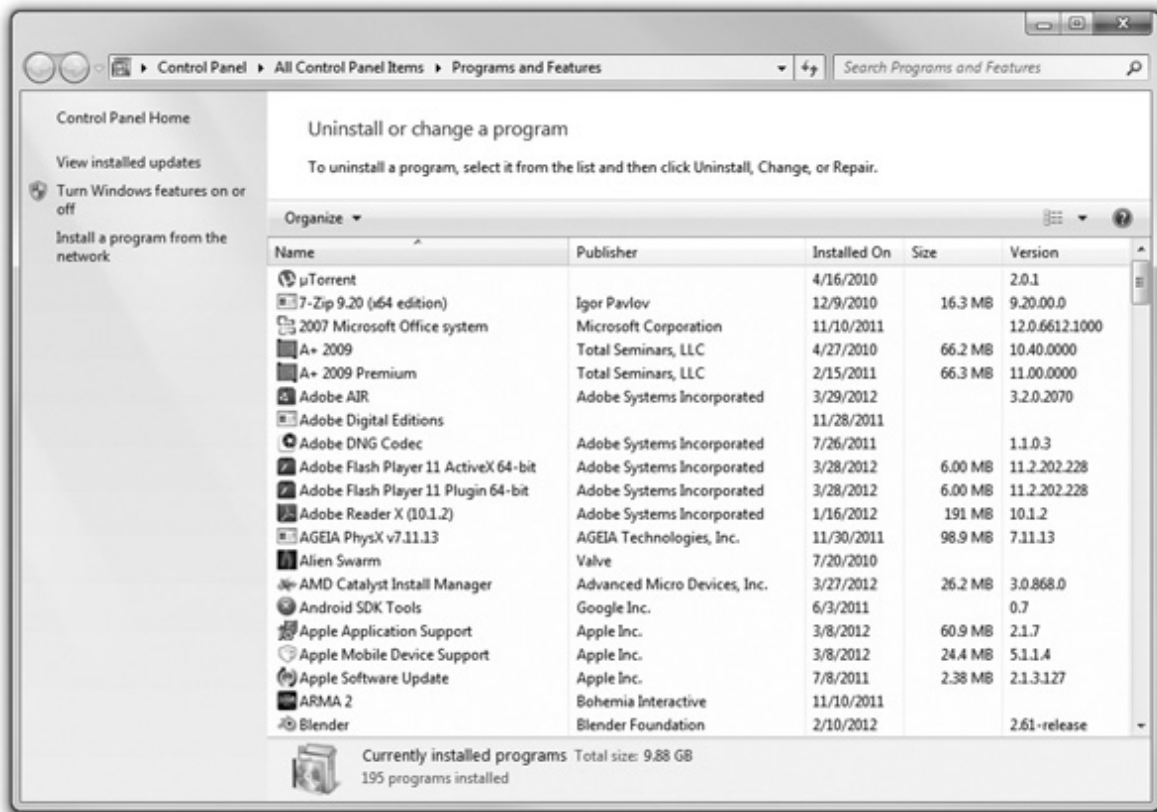 Control Panel ▸ All Control Panel Items ▸ Programs and Features
Search Programs and Features
Control Panel Home
View installed updates
Turn Windows features on or
off
Install a program from the
network
Uninstall or change a program
To uninstall a program, select it from the list and then click Uninstall, Change, or Repair.
Organize
Name Publisher Installed On Size Version
µTorrent 4/16/2010 2.0.1
7-Zip 9.20 (x64 edition) Igor Pavlov 12/9/2010 16.3 MB 9.20.00.0
2007 Microsoft Office system Microsoft Corporation 11/10/2011 12.0.6612.1000
A+ 2009 Total Seminars, LLC 4/27/2010 66.2 MB 10.40.0000
A+ 2009 Premium Total Seminars, LLC 2/15/2011 66.3 MB 11.00.0000
Adobe AIR Adobe Systems Incorporated 3/29/2012 3.2.0.2070
Adobe Digital Editions 11/28/2011
Adobe DNG Codec Adobe Systems Incorporated 7/26/2011 1.1.0.3
Adobe Flash Player 11 ActiveX 64-bit Adobe Systems Incorporated 3/28/2012 6.00 MB 11.2.202.228
Adobe Flash Player 11 Plugin 64-bit Adobe Systems Incorporated 3/28/2012 6.00 MB 11.2.202.228
Adobe Reader X (10.1.2) Adobe Systems Incorporated 1/16/2012 191 MB 10.1.2
AGEIA PhysX v7.11.13 AGEIA Technologies, Inc. 11/30/2011 98.9 MB 7.11.13
Alien Swarm Valve 7/20/2010
AMD Catalyst Install Manager Advanced Micro Devices, Inc. 3/27/2012 26.2 MB 3.0.868.0
Android SDK Tools Google Inc. 6/3/2011 0.7
Apple Application Support Apple Inc. 3/8/2012 60.9 MB 2.1.7
Apple Mobile Device Support Apple Inc. 3/8/2012 24.4 MB 5.1.1.4
Apple Software Update Apple Inc. 7/8/2011 2.38 MB 2.1.3.127
ARMA 2 Bohemia Interactive 11/10/2011
Blender Blender Foundation 2/10/2012 2.61-release
Currently installed programs Total size: 9.88 GB
195 programs installed